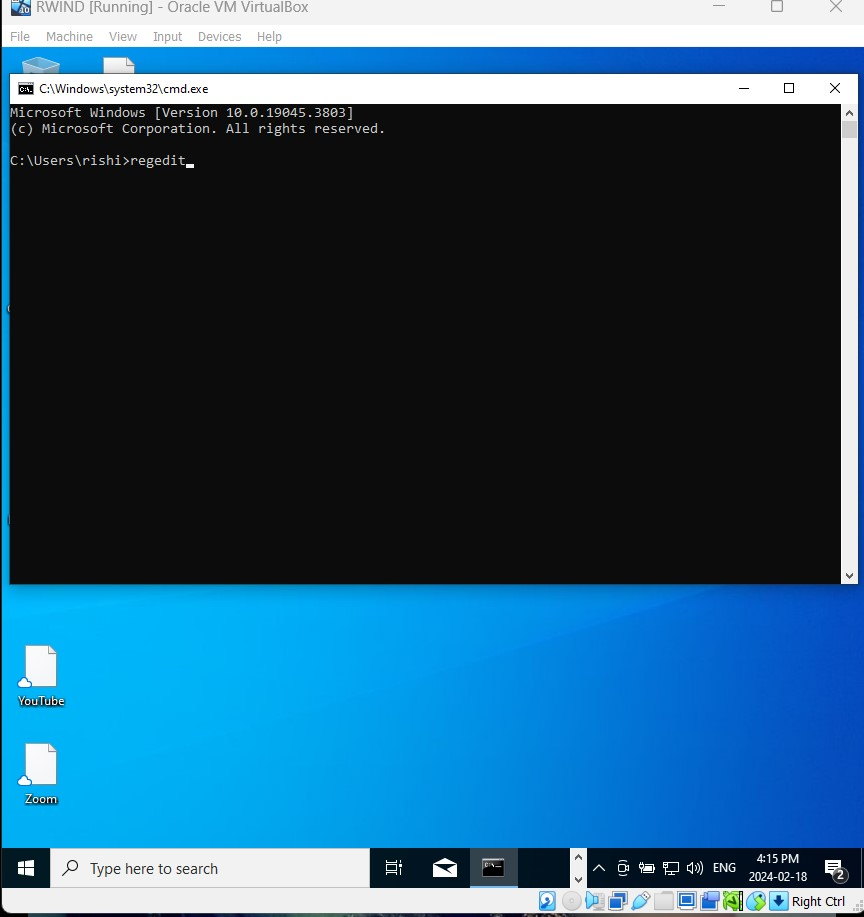 RWIND [Running] - Oracle VM VirtualBox
File Machine View Input Devices Help
C:\Windows\system32\cmd.exe
Microsoft Windows [Version 10.0.19045.3803]
(c) Microsoft Corporation. All rights reserved.
C:\Users\rishi>regedit
YouTube
Zoom
Type here to search
ENG
4:15 PM
2024-02-18
2
Right Ctrl